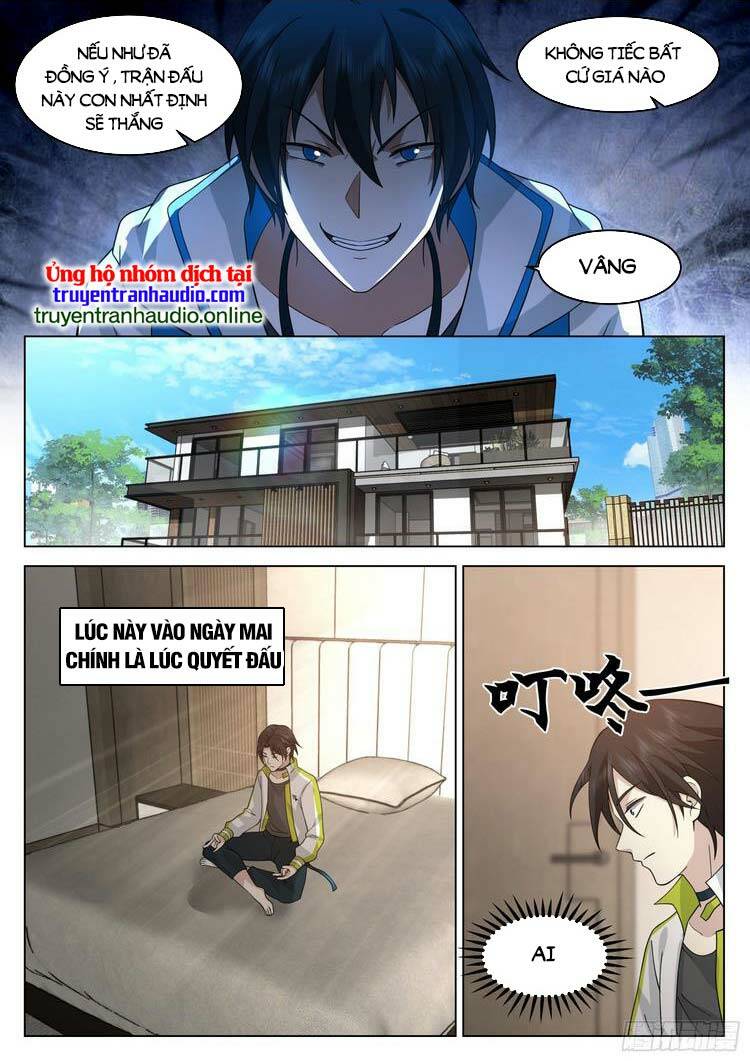 NẾU NHƯ ĐÃ
ĐỒNG Ý , TRẬN ĐẤU
NÀY CON NHẤT ĐỊNH
SẼ THẮNG
KHÔNG TIẾC BẤT
CỨ GIÁ NÀO
VÂNG
Ủng hộ nhóm dịch tại
truyentranhaudio.com
truyentranhaudio.online
LÚC NÀY VÀO NGÀY MAI
CHÍNH LÀ LÚC QUYẾT ĐẤU
叮咚一
AI